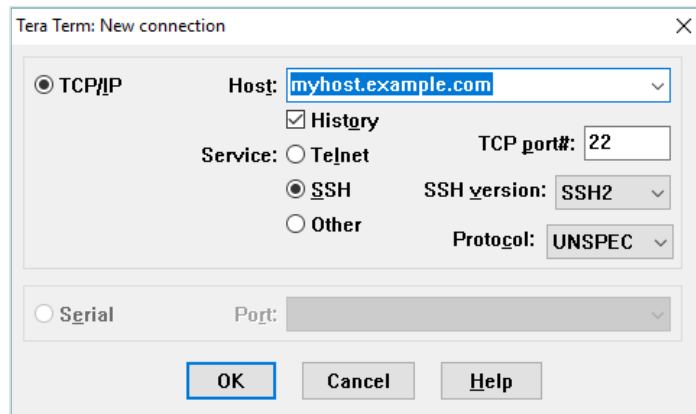 Tera Term: New connection
TCP/IP
Host: myhost.example.com
History
Service: Telnet
TCP port#: 22
SSH
SSH version: SSH2
Other
Protocol: UNSPEC
Serial
Port:
OK
Cancel
Help